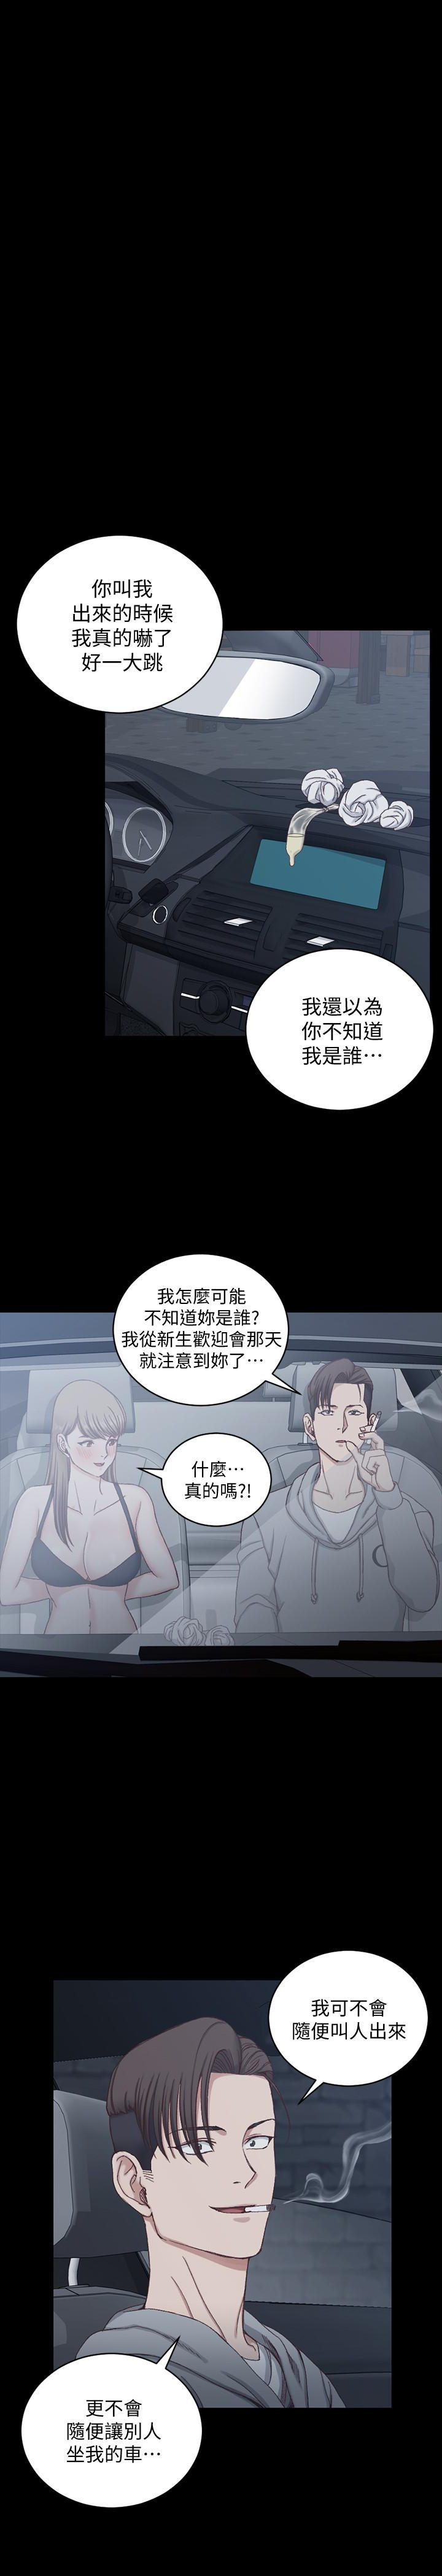 你叫我
出來的時候
我真的嚇了
好一大跳
我還以為
你不知道
我是誰⋯
我怎麼可能
不知道妳是誰?
我從新生歡迎會那天
就注意到妳了⋯
什麼⋯
真的嗎?!
我可不會
隨便叫人出來
更不會
隨便讓別人
坐我的車⋯